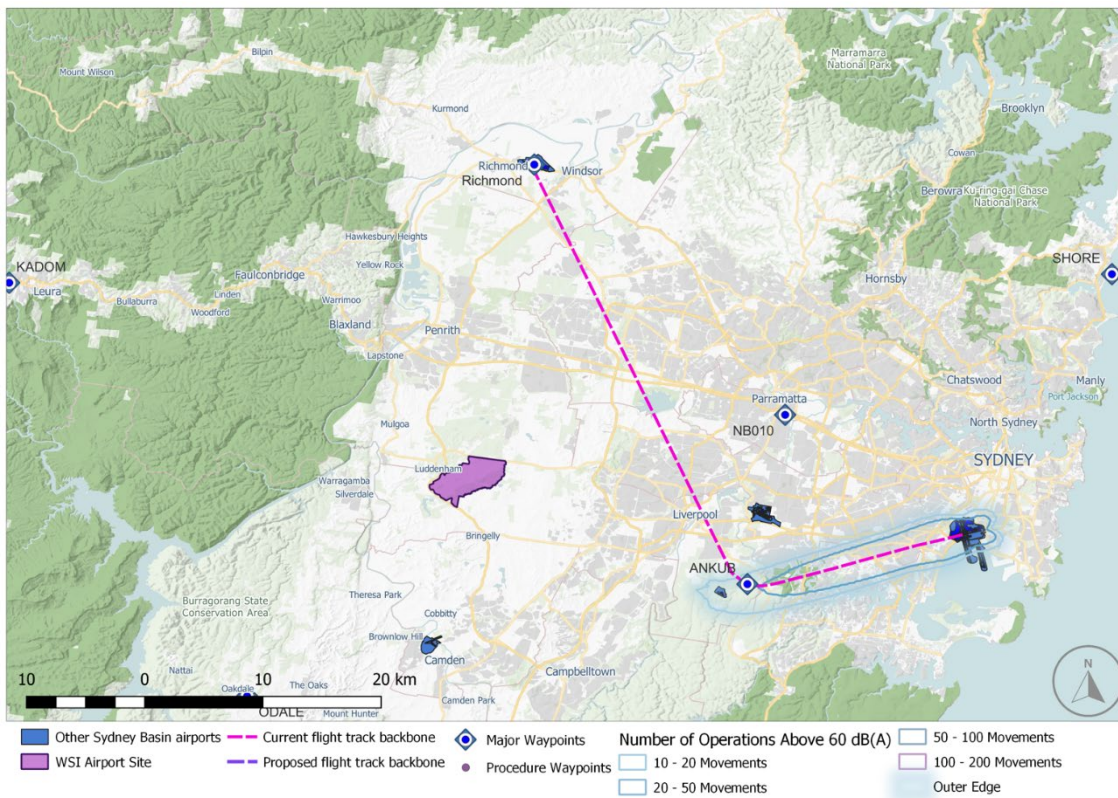 Bilpin
Mount Wilson
Marramarra
National Park
Kurmond
Brooklyn
Cowan
Richmond
Windsor
Richmond
Berowra
Ku-ring-gai Chase
National Park
Hawkesbury Heights
Yellow Rock
KADOM
Leura
Faulconbridge
Bullaburra
Linden
Woodford
Warrimoo
Blaxland
Hornsby
SHORE
Penrith
Lapstone
Chatswood
Manly
Port Jackson
Parramatta
NB010
North Sydney
Mulgoa
SYDNEY
Luddenham
Warragamba
Silverdale
Liverpool
Bringelly
ANKUB
Theresa Park
Burragorang State
Conservation Area
Cobbitty
Brownlow Hill
Camden
Campbelltown
Nattai
Oakdale
The Oaks
Camden Park
ODALE
Mount Hunter
10 0 10 20 km
N
Other Sydney Basin airports
WSI Airport Site
Current flight track backbone
Proposed flight track backbone
Major Waypoints
Procedure Waypoints
Number of Operations Above 60 dB(A)
10 - 20 Movements
20 - 50 Movements
50 - 100 Movements
100 - 200 Movements
Outer Edge